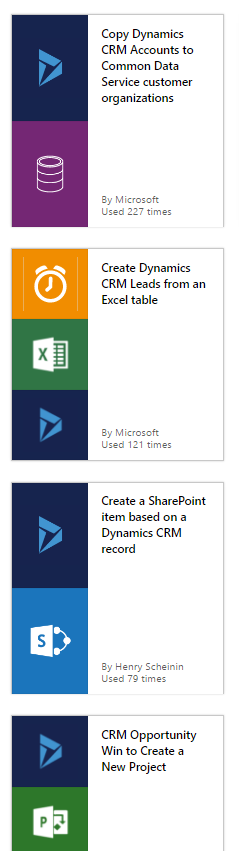 Copy Dynamics
CRM Accounts to
Common Data
Service customer
organizations
By Microsoft
Used 227 times
Create Dynamics
CRM Leads from an
Excel table
By Microsoft
Used 121 times
Create a SharePoint
item based on a
Dynamics CRM
record
By Henry Scheinin
Used 79 times
CRM Opportunity
Win to Create a
New Project